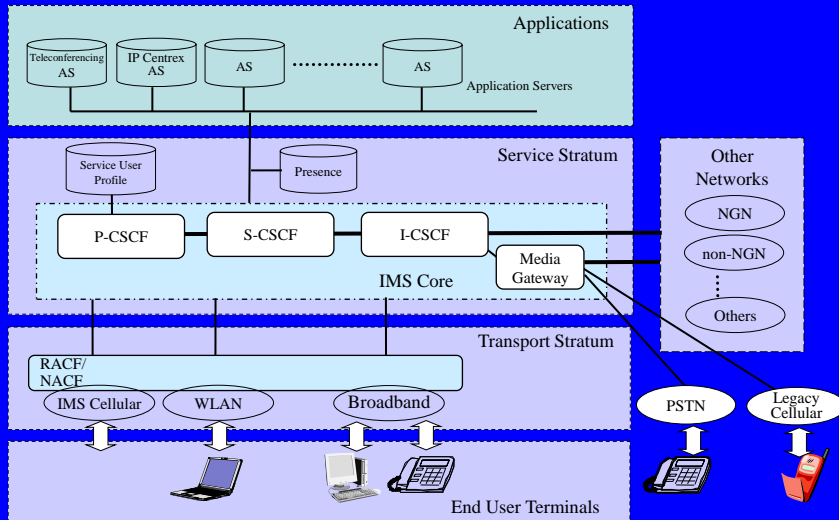 Applications
Teleconferencing
AS
IP Centrex
AS
AS
AS
Application Servers
Service Stratum
Service User
Profile
Presence
Other
Networks
NGN
non-NGN
Others
P-CSCF
S-CSCF
I-CSCF
Media
Gateway
IMS Core
Transport Stratum
RACF/
NACF
IMS Cellular
WLAN
Broadband
PSTN
Legacy
Cellular
End User Terminals